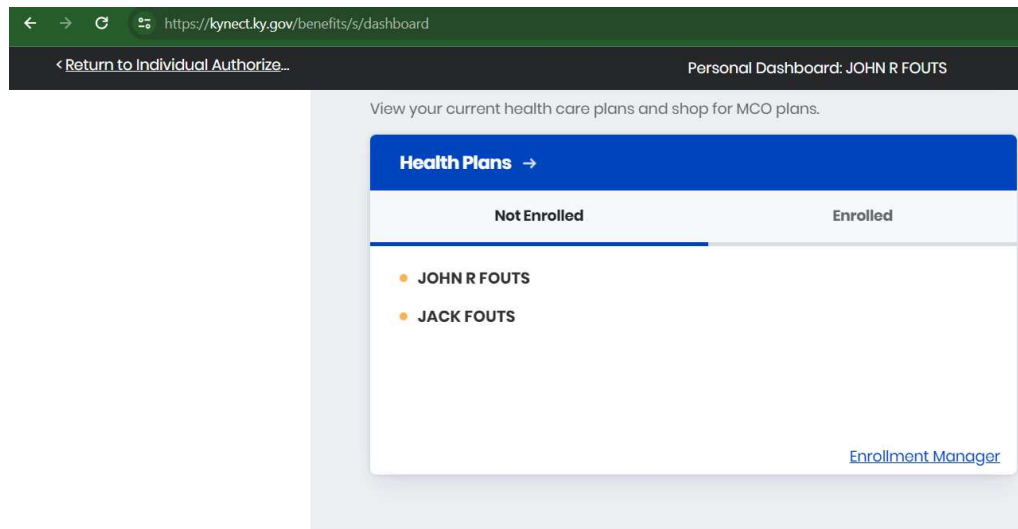 https://kynect.ky.gov/benefits/s/dashboard
<Return to Individual Authorize...
Personal Dashboard: JOHN R FOUTS
View your current health care plans and shop for MCO plans.
Health Plans →
Not Enrolled
Enrolled
JOHN R FOUTS
JACK FOUTS
Enrollment Manager